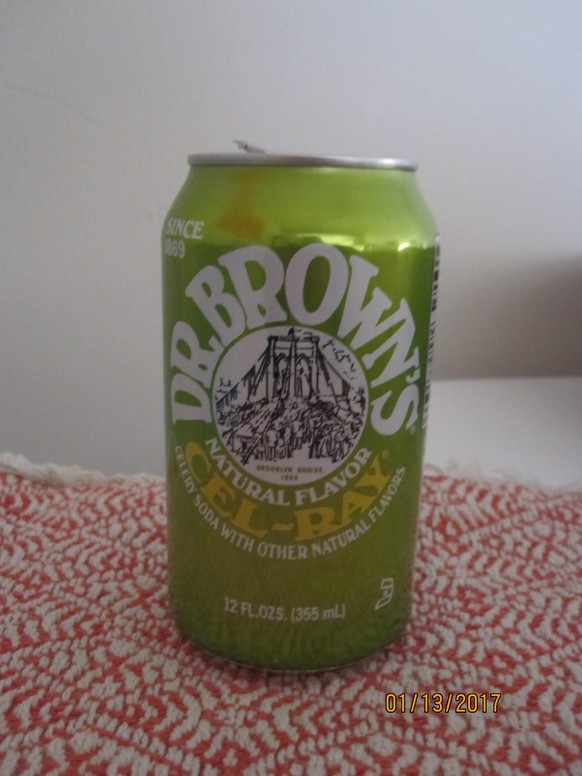 SINCE
1869
DR. BROWN'S
BROOKLYN BRIDGE,
1883
NATURAL FLAVOR
CEL-RAY®
CELERY SODA WITH OTHER NATURAL FLAVORS
12 FL.OZS. (355 mL)
01/13/2017